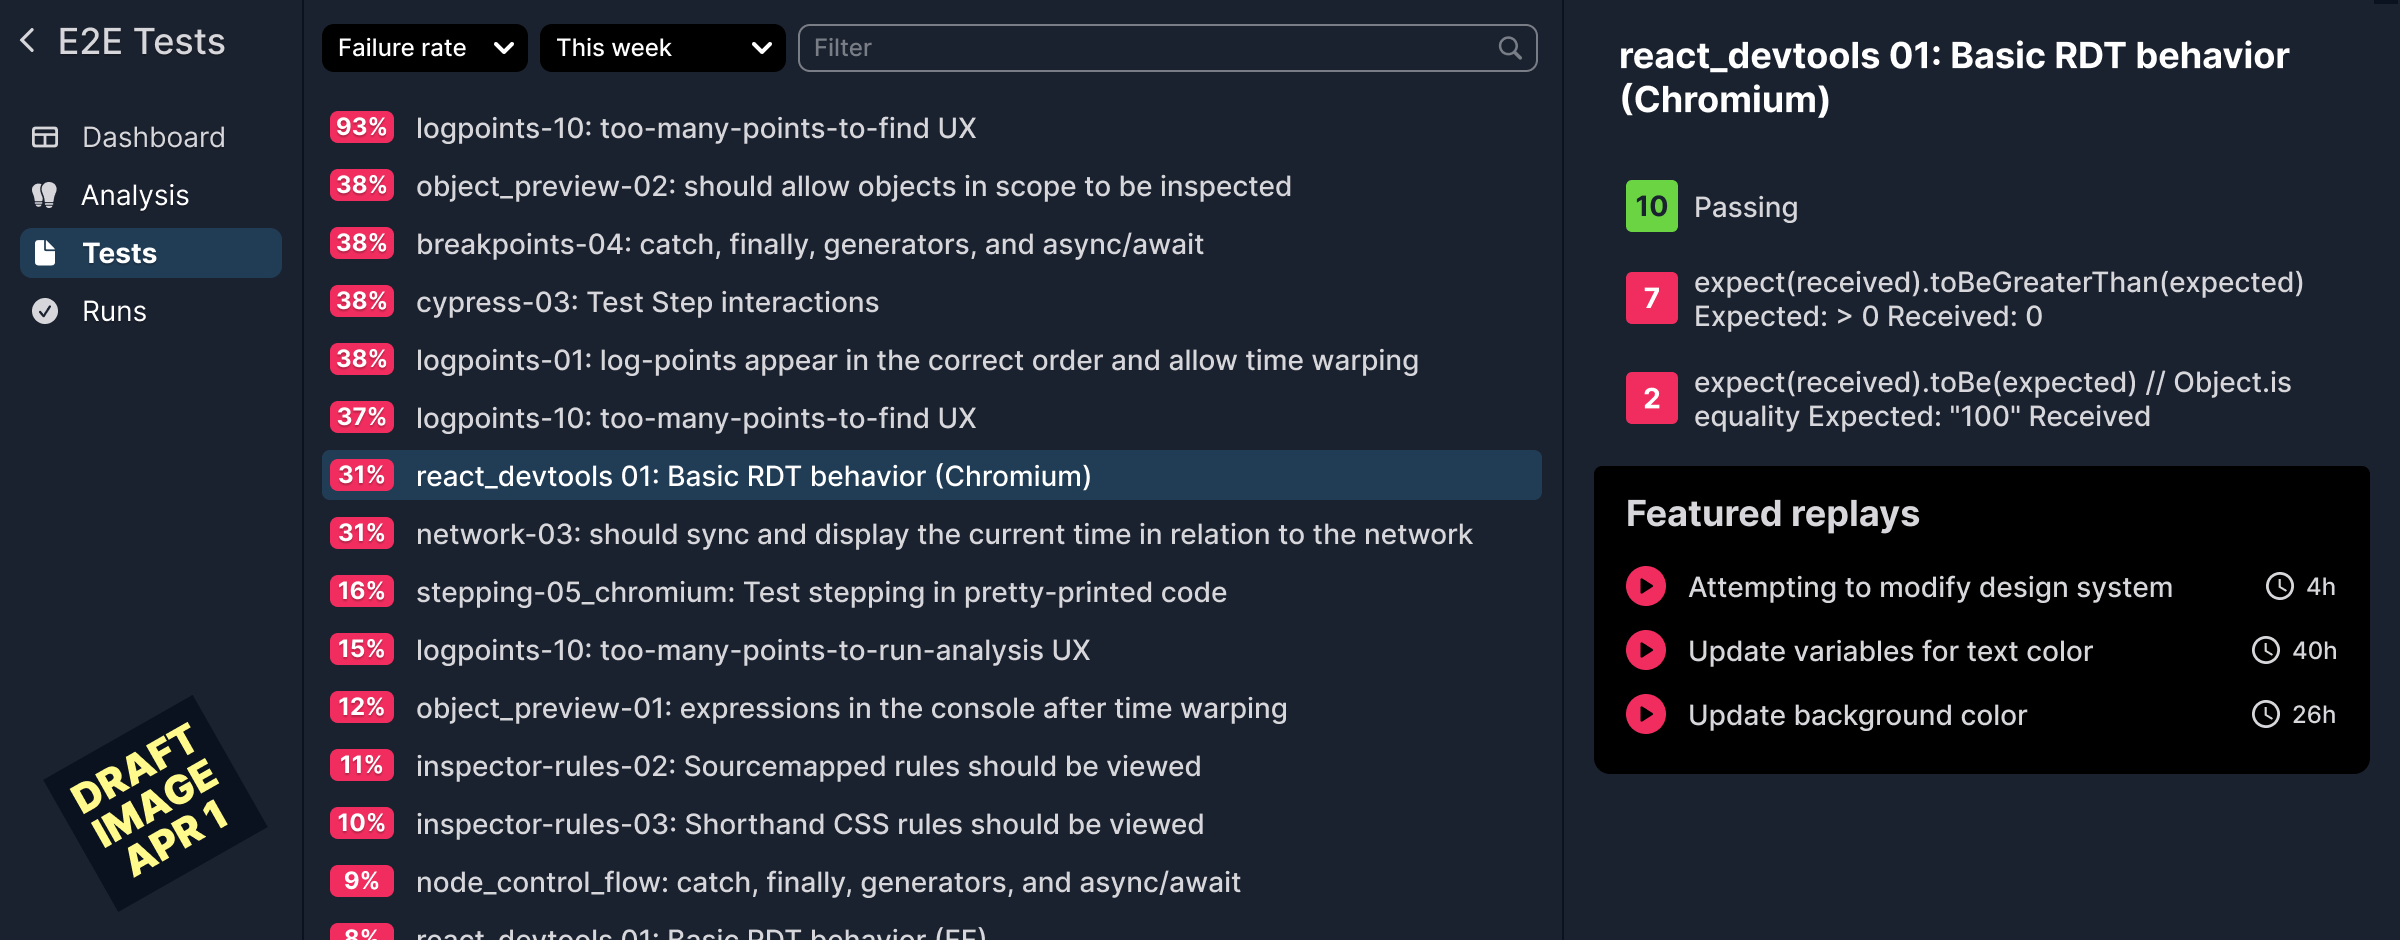 E2E Tests
Dashboard
Analysis
Tests
Runs
DRAFT
IMAGE
APR 1
Failure rate
This week
Filter
93% logpoints-10: too-many-points-to-find UX
38% object_preview-02: should allow objects in scope to be inspected
38% breakpoints-04: catch, finally, generators, and async/await
38% cypress-03: Test Step interactions
38% logpoints-01: log-points appear in the correct order and allow time warping
37% logpoints-10: too-many-points-to-find UX
31% react_devtools 01: Basic RDT behavior (Chromium)
31% network-03: should sync and display the current time in relation to the network
16% stepping-05_chromium: Test stepping in pretty-printed code
15% logpoints-10: too-many-points-to-run-analysis UX
12% object_preview-01: expressions in the console after time warping
11% inspector-rules-02: Sourcemapped rules should be viewed
10% inspector-rules-03: Shorthand CSS rules should be viewed
9% node_control_flow: catch, finally, generators, and async/await
8% react_devtools 01: Basic RDT behavior (FF)
react_devtools 01: Basic RDT behavior
(Chromium)
10 Passing
7 expect(received).toBeGreaterThan(expected)
Expected: > 0 Received: 0
2 expect(received).toBe(expected) // Object.is
equality Expected: "100" Received
Featured replays
Attempting to modify design system 4h
Update variables for text color 40h
Update background color 26h